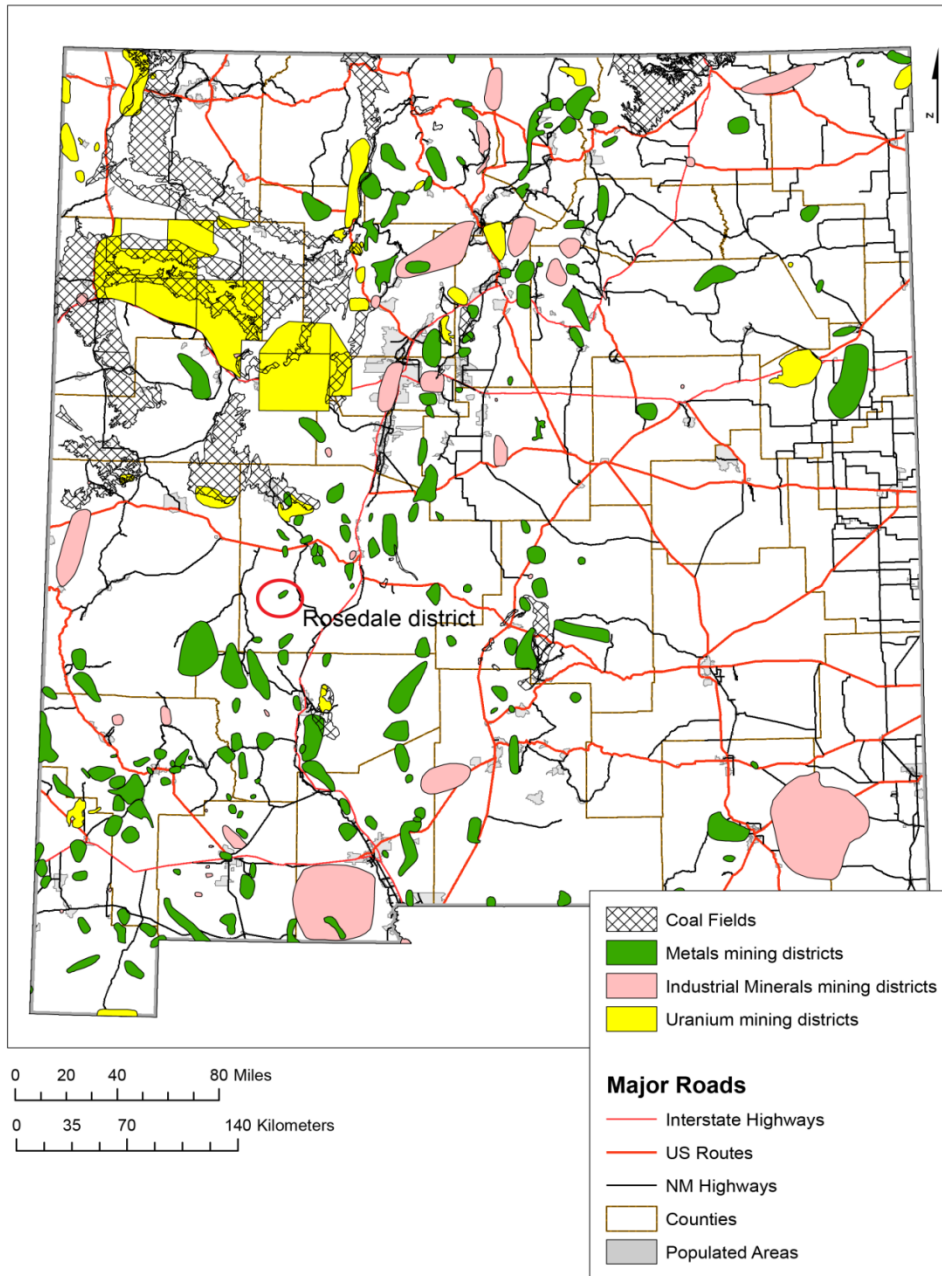 z
Rosedale district
Coal Fields
Metals mining districts
Industrial Minerals mining districts
Uranium mining districts
0 20 40 80 Miles
0 35 70 140 Kilometers
Major Roads
Interstate Highways
US Routes
NM Highways
Counties
Populated Areas